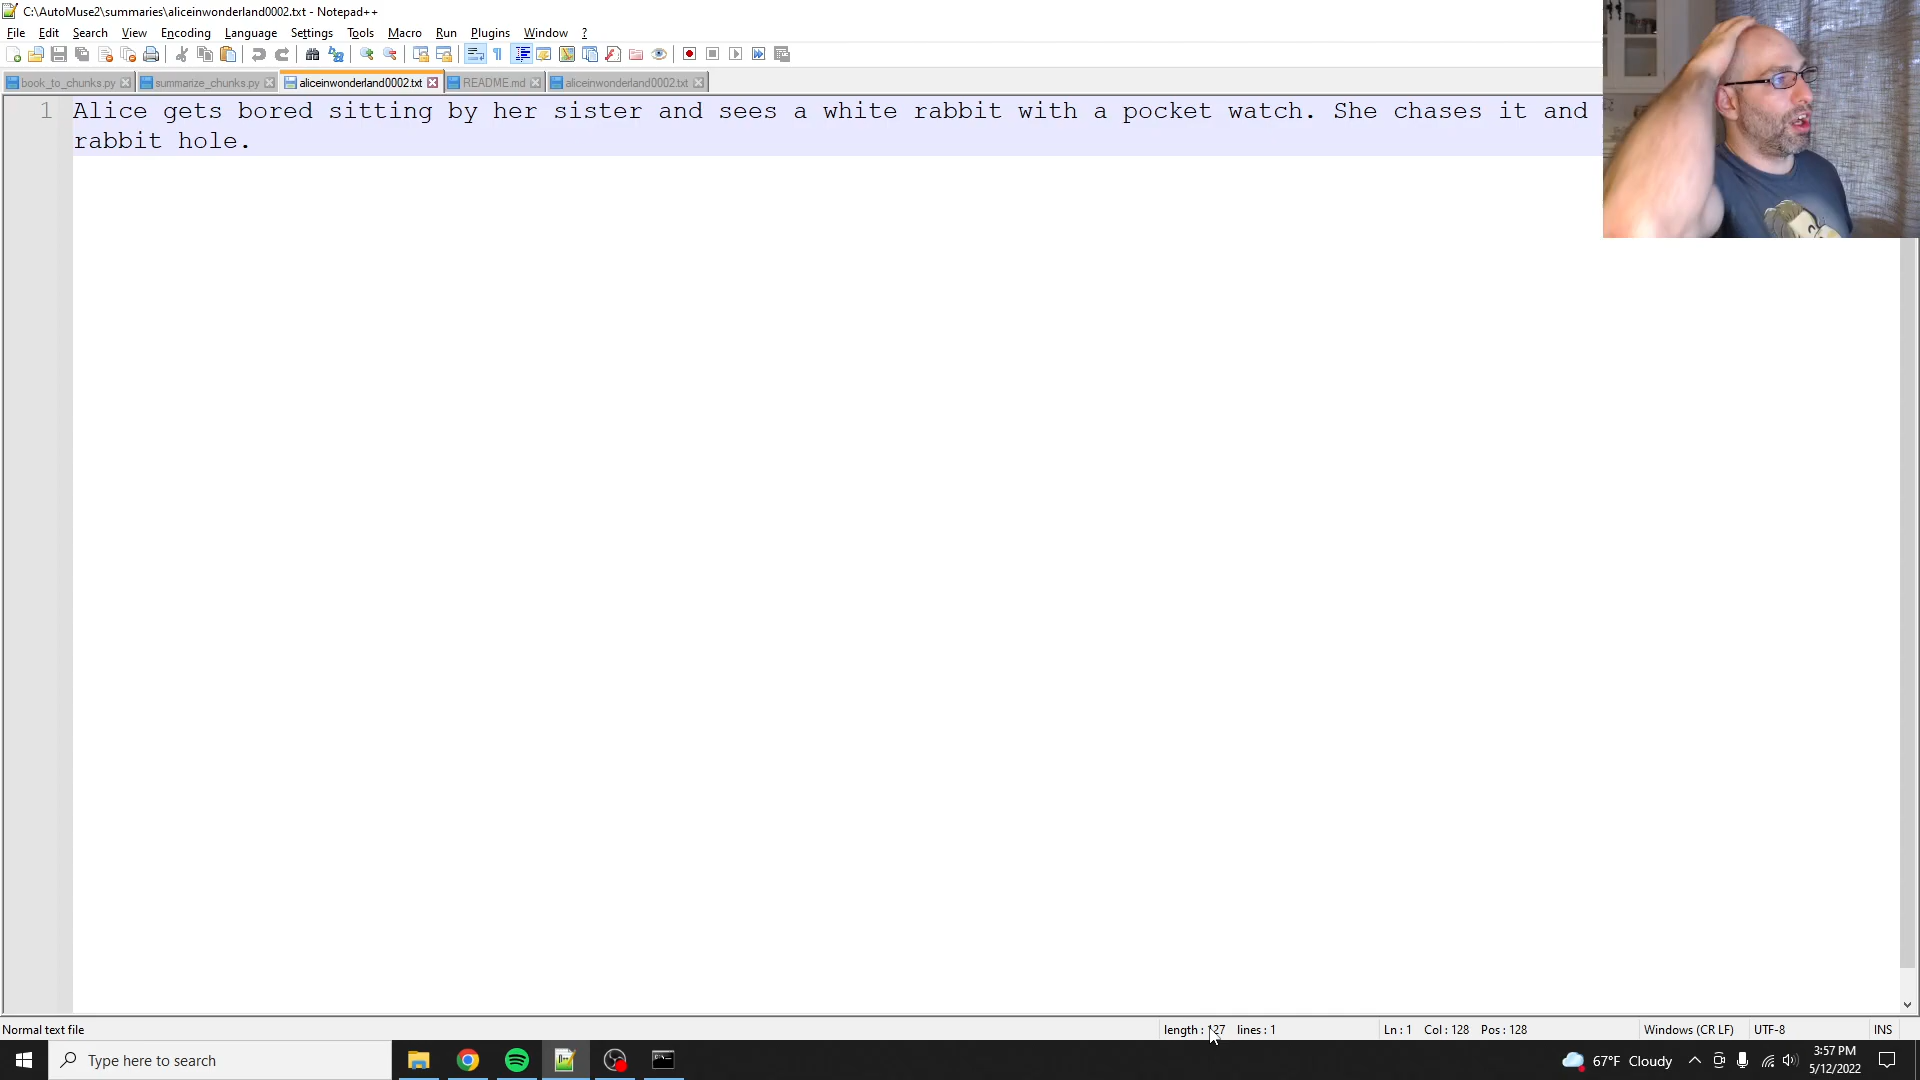 C:\AutoMuse2\summaries\aliceinwonderland0002.txt - Notepad++
File Edit Search View Encoding Language Settings Tools Macro Run Plugins Window ?
book_to_chunks.py summarize_chunks.py aliceinwonderland0002.txt README.md aliceinwonderland0002.txt
1 Alice gets bored sitting by her sister and sees a white rabbit with a pocket watch. She chases it and
rabbit hole.
Normal text file length : 127 lines : 1 Ln : 1 Col : 128 Pos : 128 Windows (CR LF) UTF-8 INS
Type here to search 67°F Cloudy 3:57 PM
5/12/2022